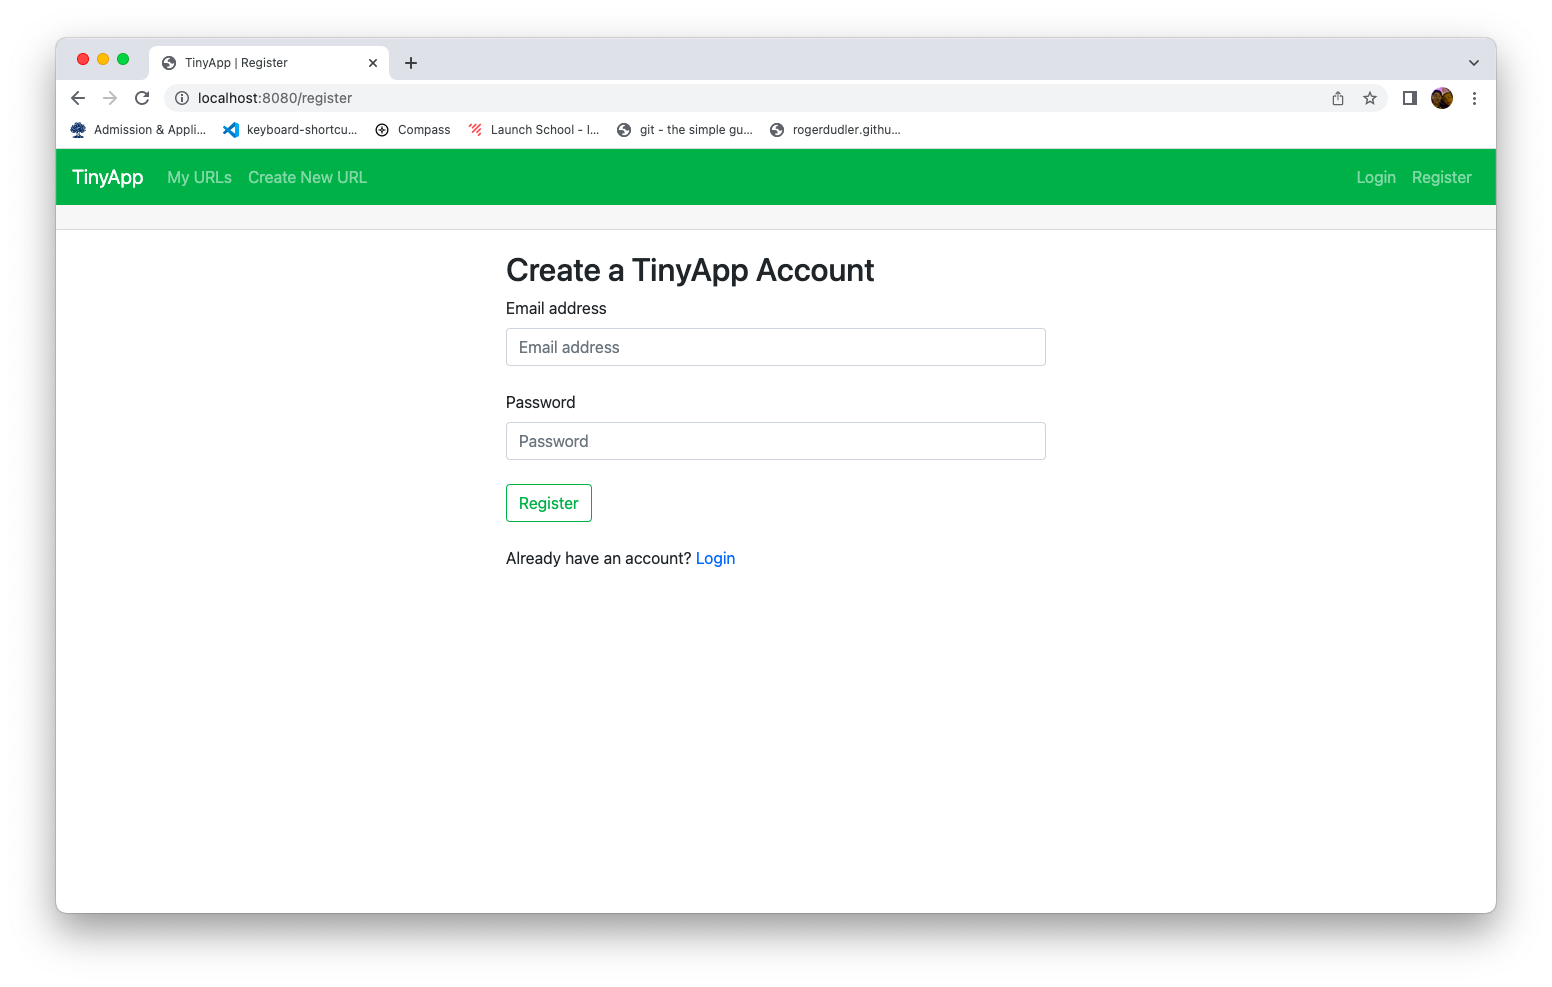 TinyApp | Register
localhost:8080/register
Admission & Appli... keyboard-shortcu... Compass Launch School - I... git - the simple gu... rogerdudler.githu...
TinyApp My URLs Create New URL Login Register
Create a TinyApp Account
Email address
Email address
Password
Password
Register
Already have an account? Login